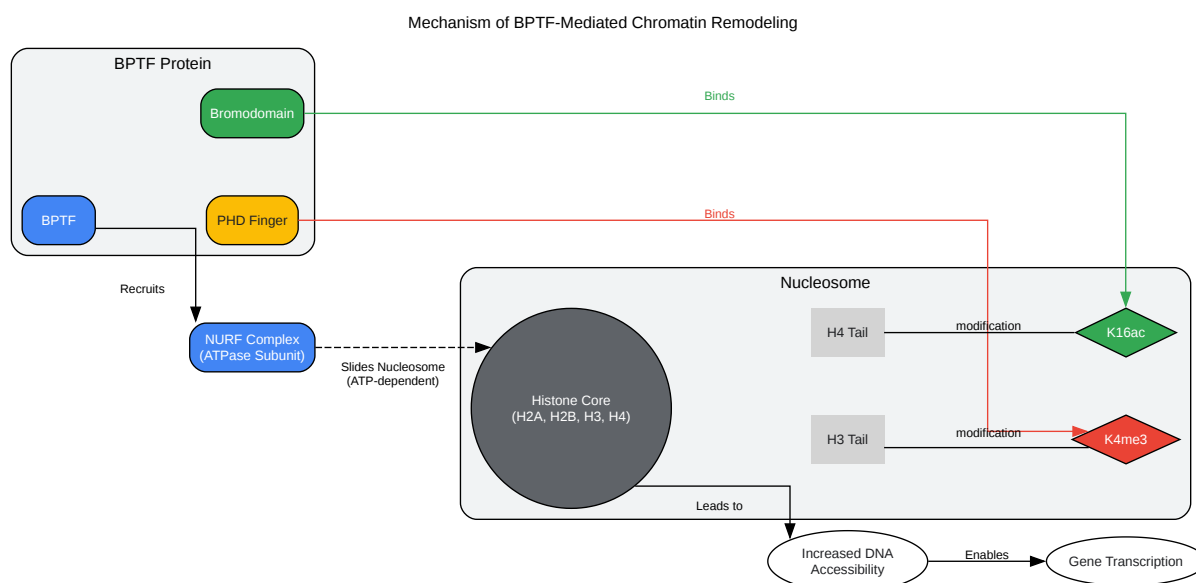 Mechanism of BPTF-Mediated Chromatin Remodeling
BPTF Protein
Bromodomain
Binds
BPTF
PHD Finger
Binds
Recruits
NURF Complex
(ATPase Subunit)
Slides Nucleosome
(ATP-dependent)
Nucleosome
Histone Core
(H2A, H2B, H3, H4)
H4 Tail
modification
K16ac
H3 Tail
modification
K4me3
Leads to
Increased DNA
Accessibility
Enables
Gene Transcription